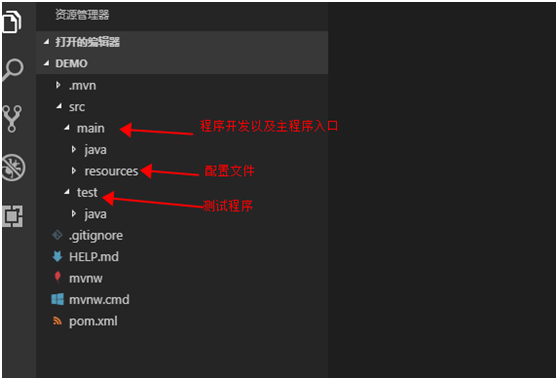 资源管理器
打开的编辑器
DEMO
.mvn
src
main
程序开发以及主程序入口
java
resources
配置文件
test
测试程序
java
.gitignore
HELP.md
mvnw
mvnw.cmd
pom.xml